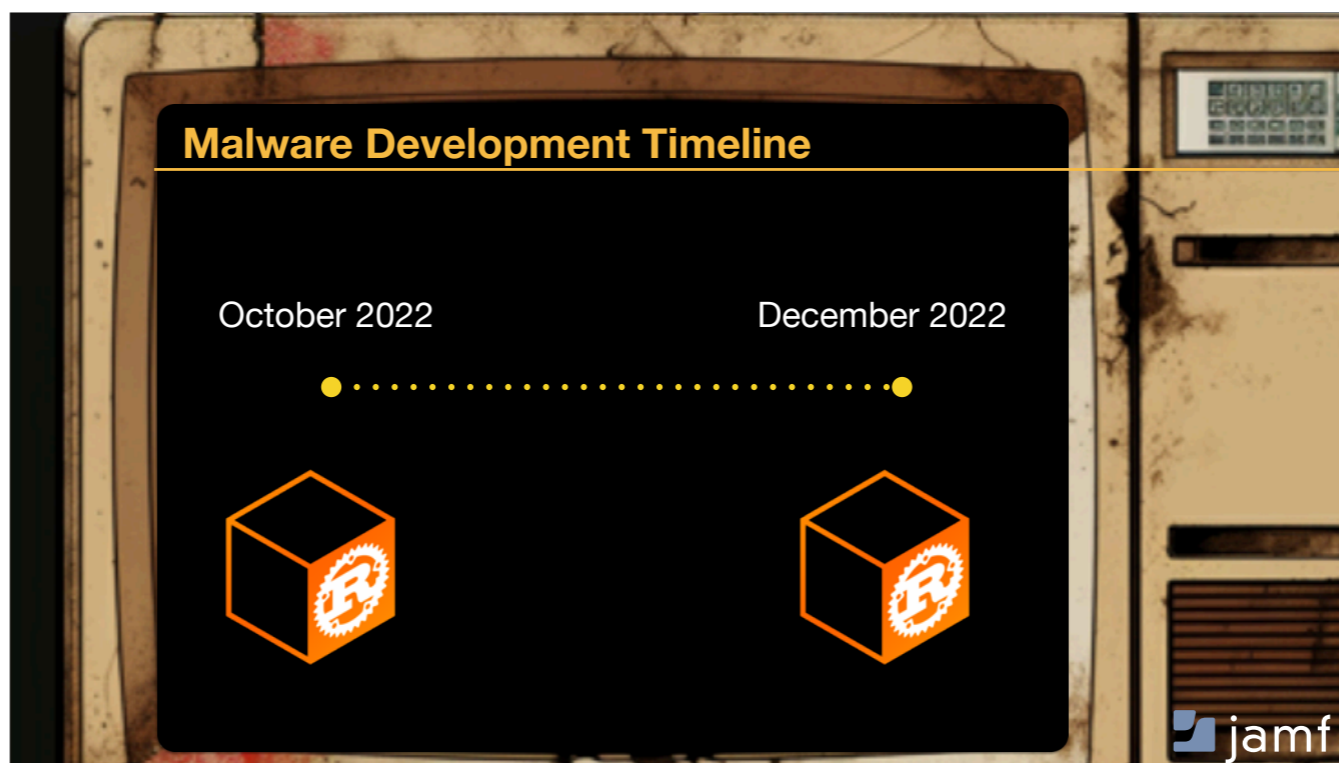 Malware Development Timeline
October 2022
December 2022
R
R
jamf